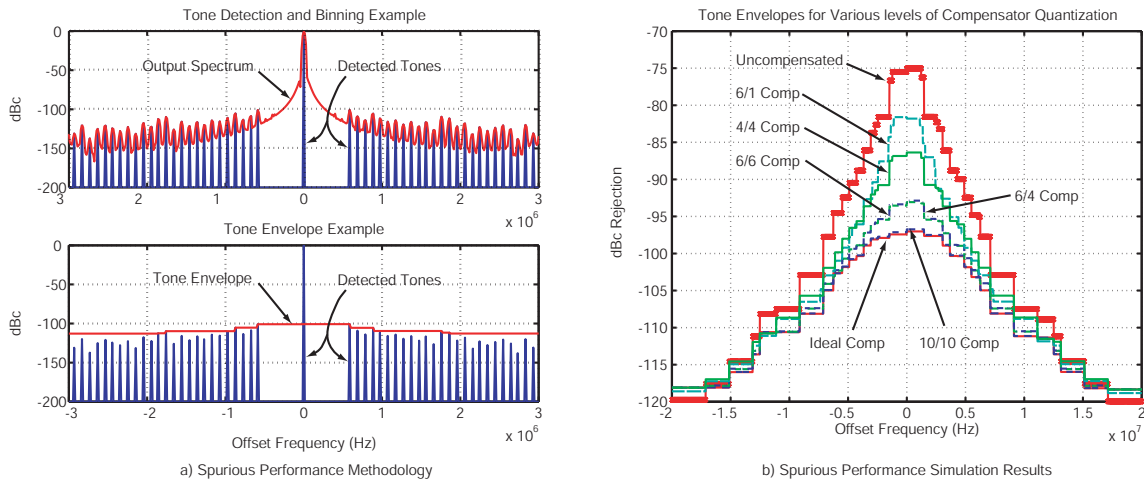 Tone Detection and Binning Example
0
-50
-100
-150
-200
dBc
Output Spectrum
Detected Tones
3 2 1 0 1 2 3
x 10^6
Tone Envelope Example
0
-50
-100
-150
-200
dBc
Tone Envelope
Detected Tones
-3 -2 -1 0 1 2 3
x 10^6
Offset Frequency (Hz)
a) Spurious Performance Methodology
Tone Envelopes for Various levels of Compensator Quantization
-70
-75
-80
-85
-90
-95
-100
-105
-110
-115
-120
dBc Rejection
Uncompensated
6/1 Comp
4/4 Comp
6/6 Comp
6/4 Comp
Ideal Comp
10/10 Comp
-2 -1.5 -1 -0.5 0 0.5 1 1.5 2
x 10^7
Offset Frequency (Hz)
b) Spurious Performance Simulation Results